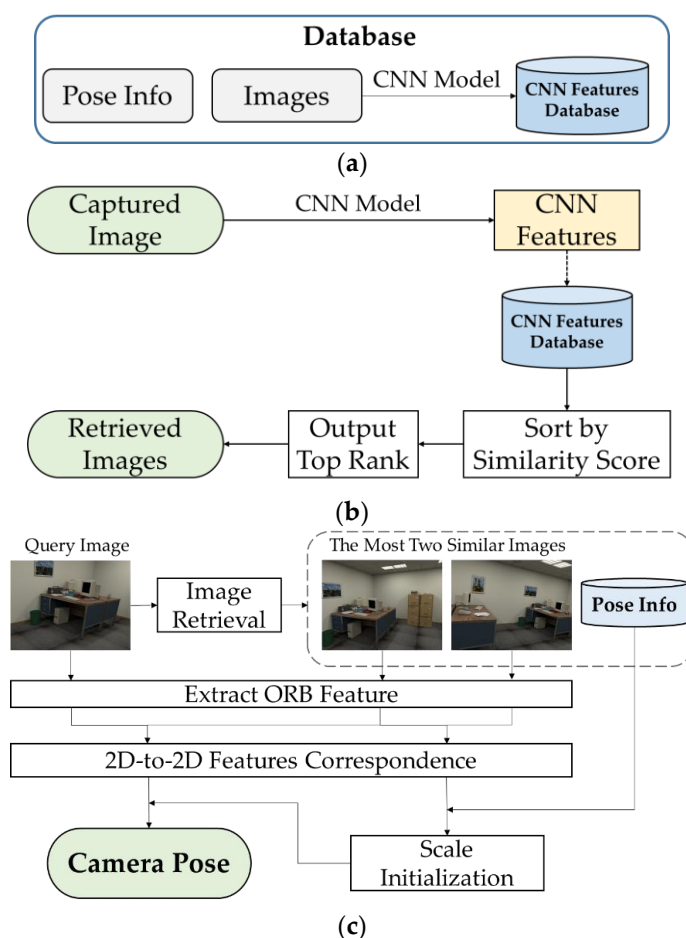 Database
Pose Info
Images
CNN Model
CNN Features
Database
(a)
Captured
Image
CNN Model
CNN
Features
CNN Features
Database
Retrieved
Images
Output
Top Rank
Sort by
Similarity Score
(b)
Query Image
The Most Two Similar Images
Image
Retrieval
Pose Info
Extract ORB Feature
2D-to-2D Features Correspondence
Camera Pose
Scale
Initialization
(c)